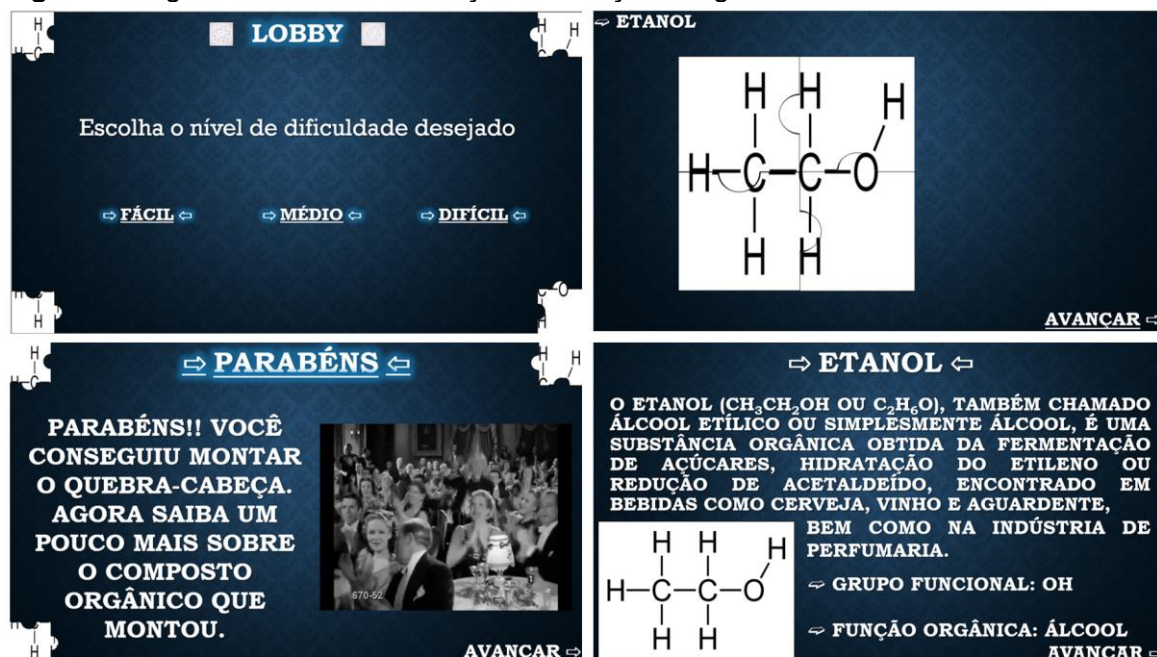 LOBBY
Escolha o nível de dificuldade desejado
⇨ FÁCIL ⇦
⇨ MÉDIO ⇦
⇨ DIFÍCIL ⇦
⇨ ETANOL
H H H
H C C O
H H
AVANÇAR ⇨
⇨ PARABÉNS ⇦
PARABÉNS!! VOCÊ
CONSEGUIU MONTAR
O QUEBRA-CABEÇA.
AGORA SAIBA UM
POUCO MAIS SOBRE
O COMPOSTO
ORGÂNICO QUE
MONTOU.
670-52
AVANÇAR ⇨
⇨ ETANOL ⇦
O ETANOL (CH₃CH₂OH OU C₂H₆O), TAMBÉM CHAMADO
ÁLCOOL ETÍLICO OU SIMPLESMENTE ÁLCOOL, É UMA
SUBSTÂNCIA ORGÂNICA OBTIDA DA FERMENTAÇÃO
DE AÇÚCARES, HIDRATAÇÃO DO ETILENO OU
REDUÇÃO DE ACETALDEÍDO, ENCONTRADO EM
BEBIDAS COMO CERVEJA, VINHO E AGUARDENTE,
BEM COMO NA INDÚSTRIA DE
PERFUMARIA.
H H H
H–C–C–O
H H
⇨ GRUPO FUNCIONAL: OH
⇨ FUNÇÃO ORGÂNICA: ÁLCOOL
AVANÇAR ⇨